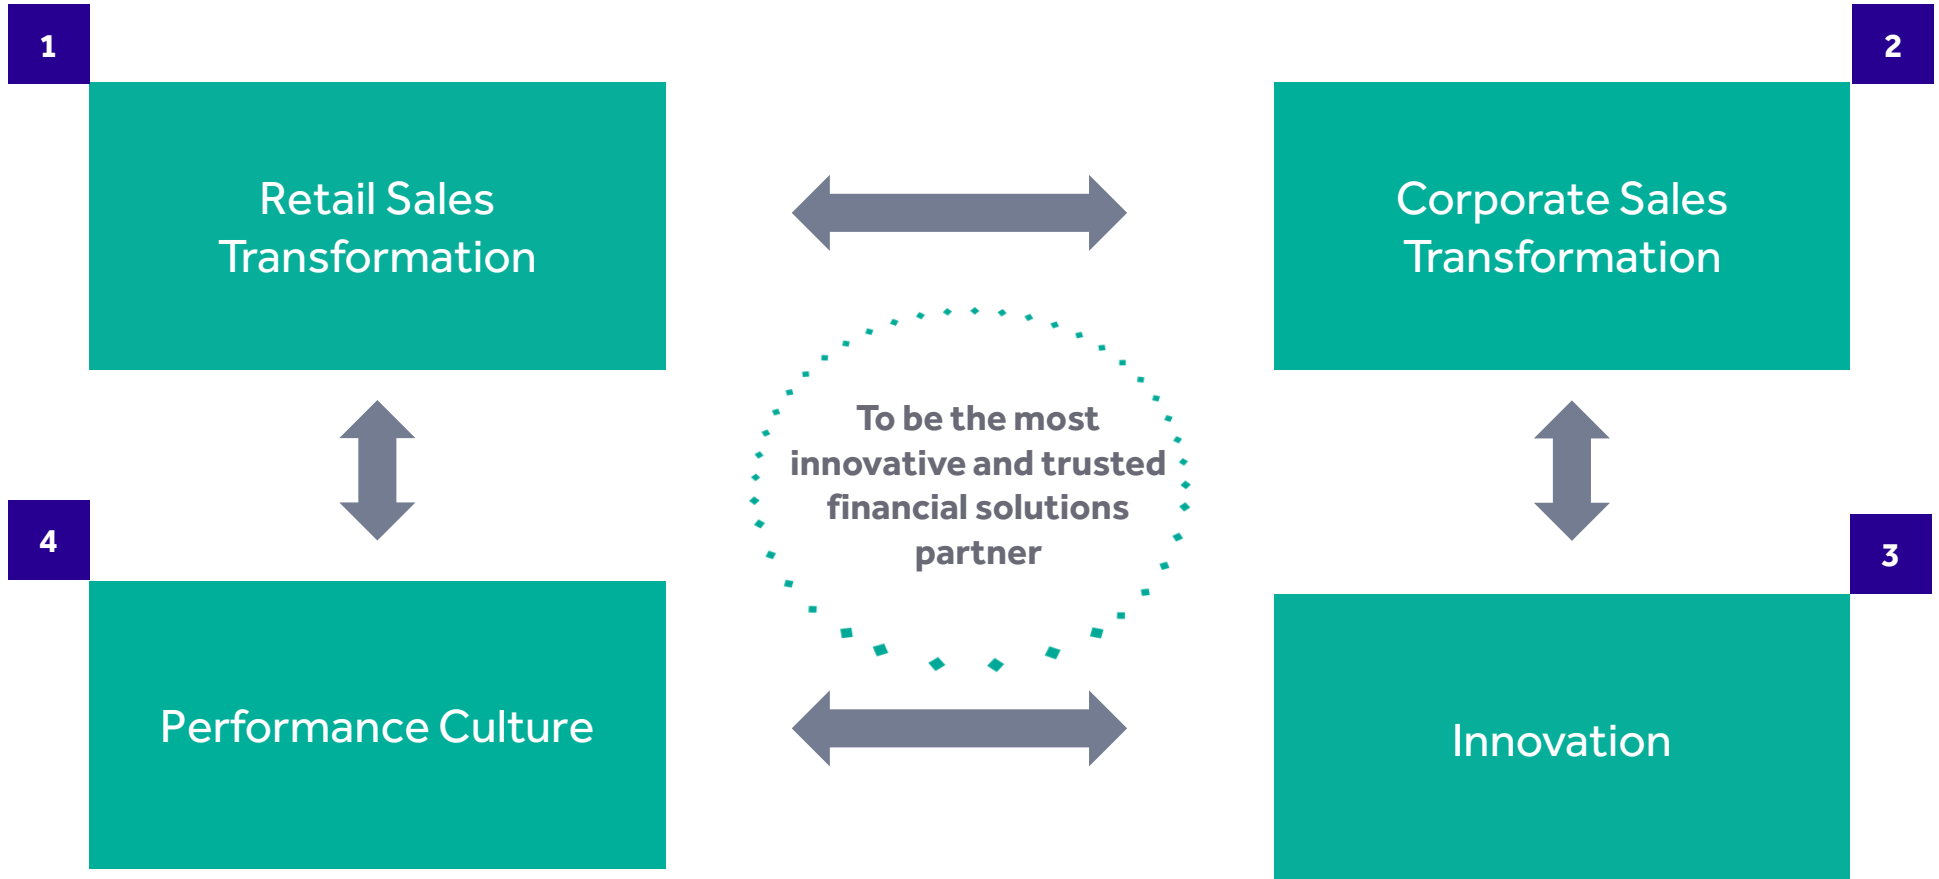 1
Retail Sales
Transformation
2
Corporate Sales
Transformation
To be the most
innovative and trusted
financial solutions
partner
4
Performance Culture
3
Innovation